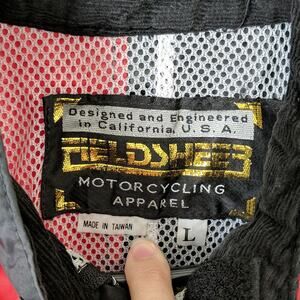 Designed and Engineered
in California, U.S.A.
FIELDSHEER
MOTORCYCLING
APPAREL
MADE IN TAIWAN
L